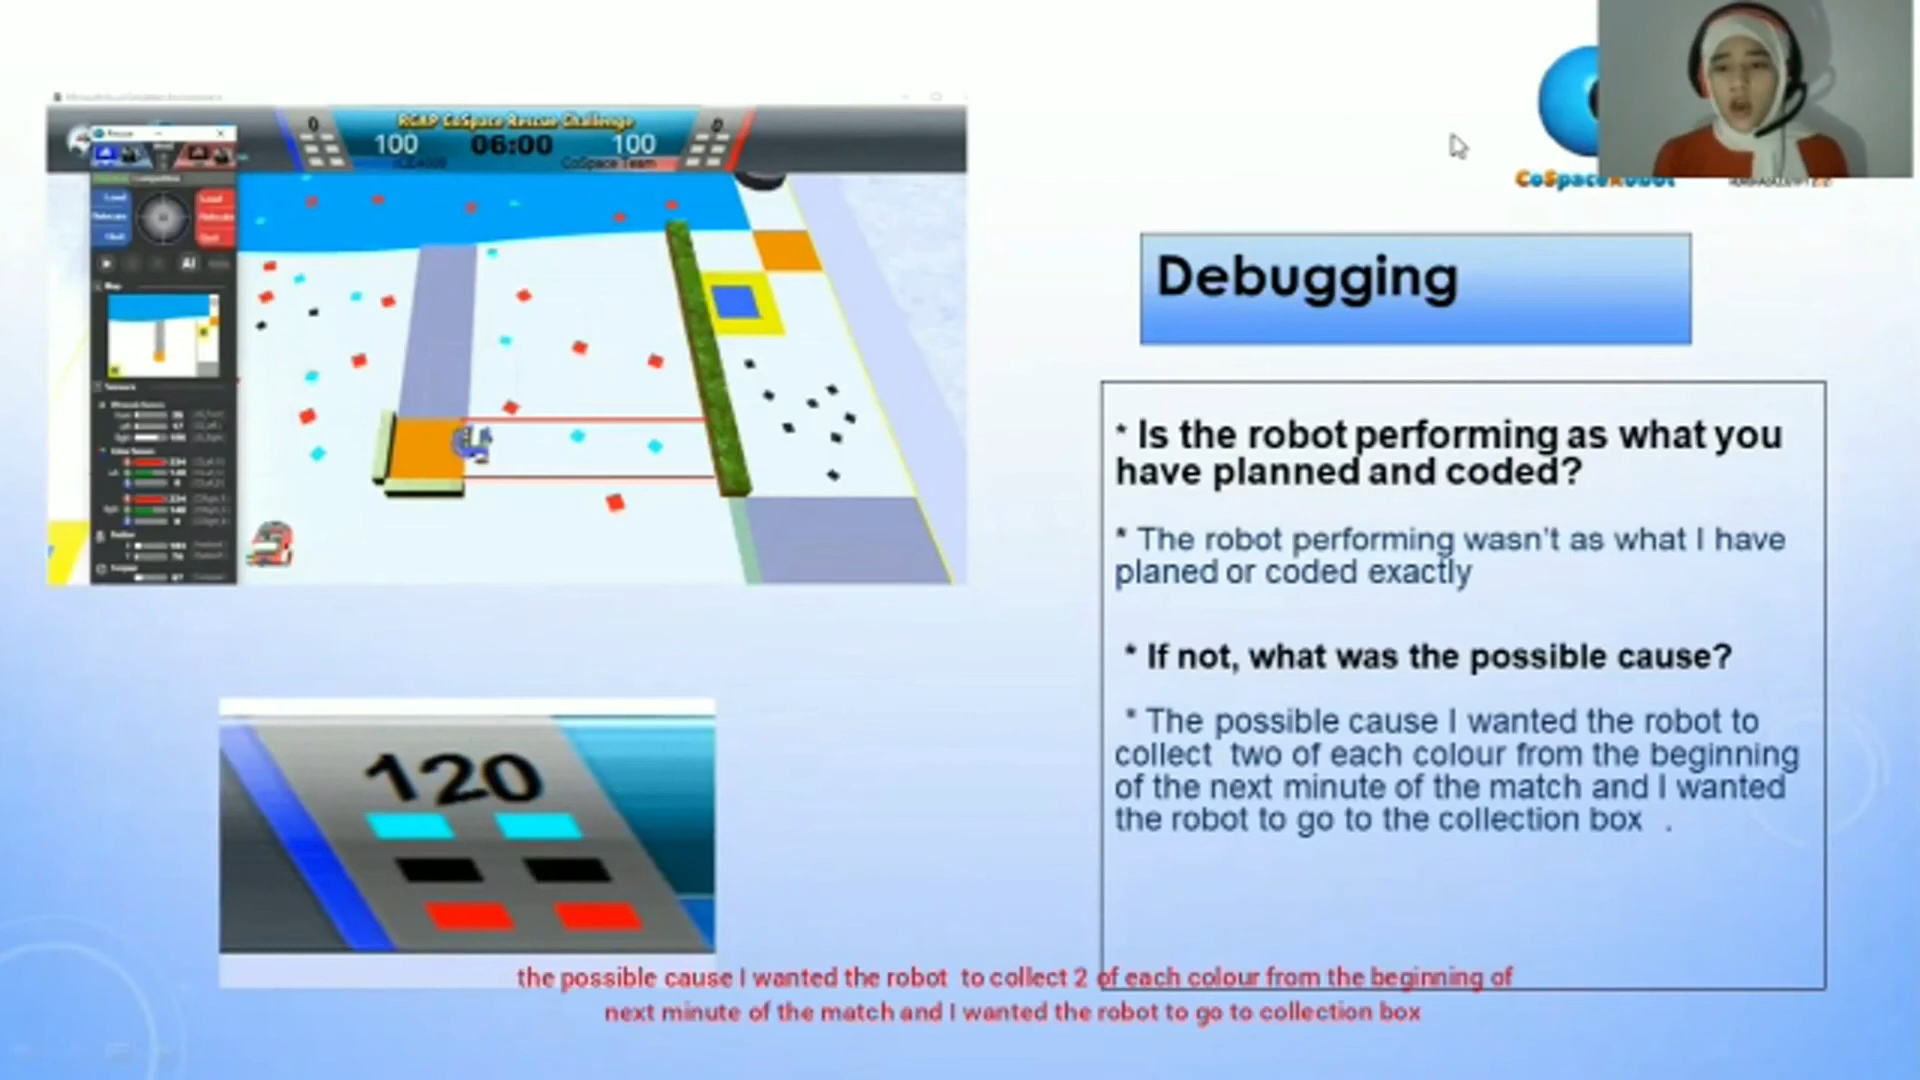 RCAP CoSpace Rescue Challenge
0
100
06:00
100
0
CoSpace Team
AI
Map
CoSpaceRobot
Debugging
* Is the robot performing as what you
have planned and coded?
* The robot performing wasn't as what I have
planed or coded exactly
* If not, what was the possible cause?
* The possible cause I wanted the robot to
collect two of each colour from the beginning
of the next minute of the match and I wanted
the robot to go to the collection box .
120
the possible cause I wanted the robot to collect 2 of each colour from the beginning of
next minute of the match and I wanted the robot to go to collection box